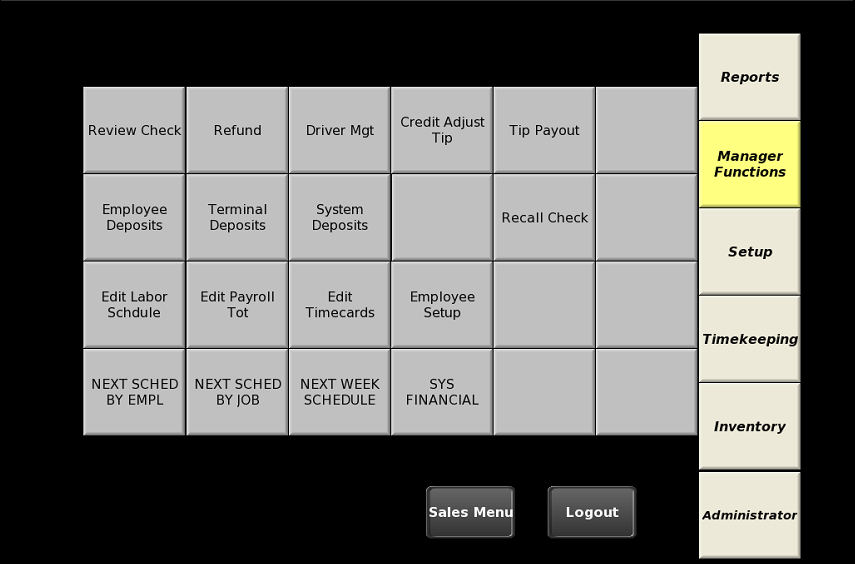 Review Check
Refund
Driver Mgt
Credit Adjust
Tip
Tip Payout
Employee
Deposits
Terminal
Deposits
System
Deposits
Recall Check
Edit Labor
Schdule
Edit Payroll
Tot
Edit
Timecards
Employee
Setup
NEXT SCHED
BY EMPL
NEXT SCHED
BY JOB
NEXT WEEK
SCHEDULE
SYS
FINANCIAL
Reports
Manager
Functions
Setup
Timekeeping
Inventory
Administrator
Sales Menu
Logout